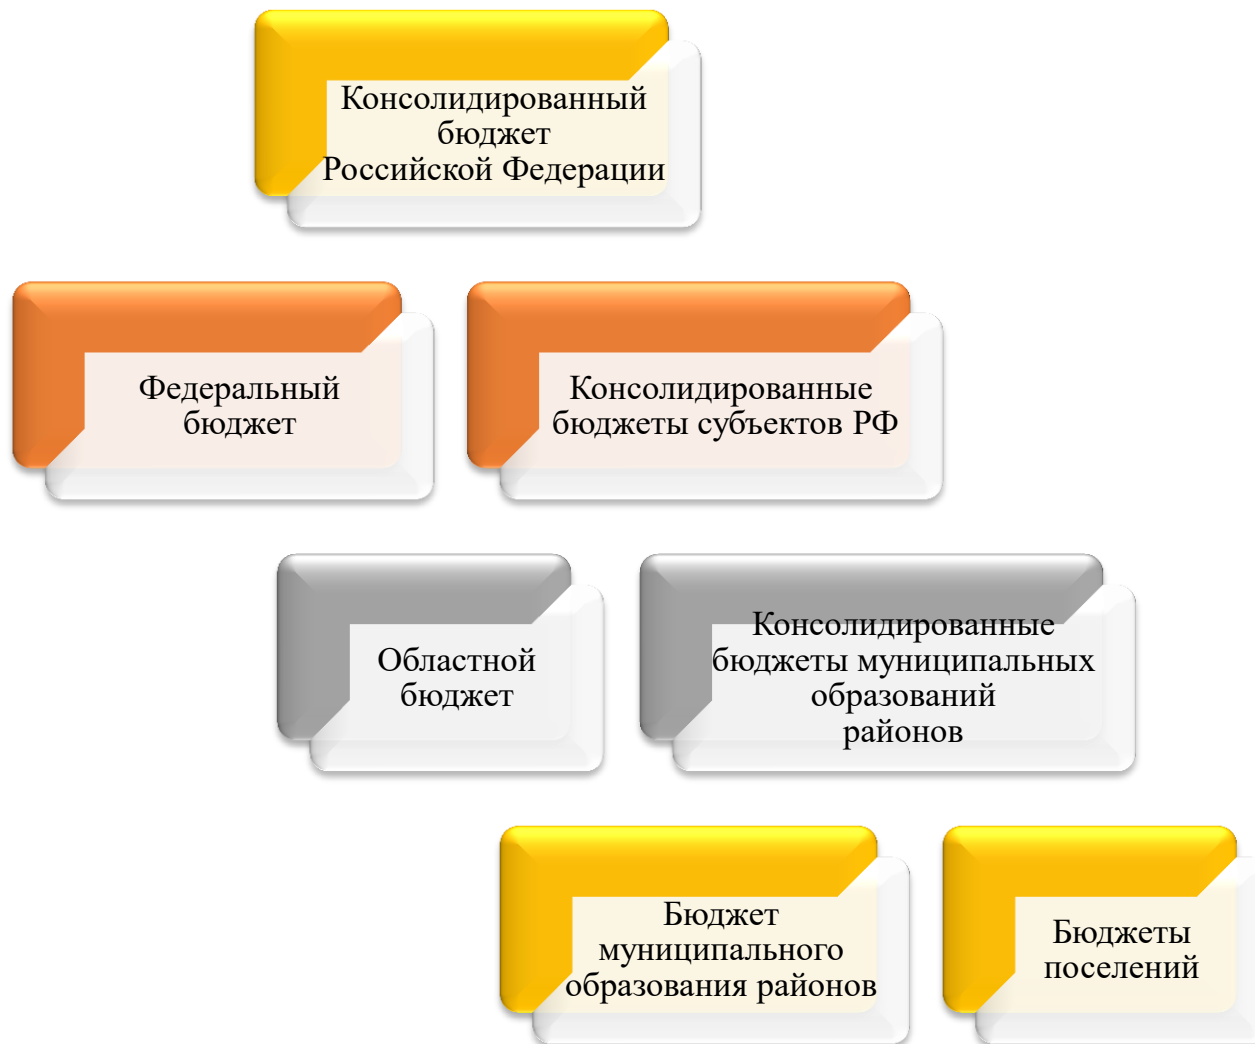 Консолидированный
бюджет
Российской Федерации
Федеральный
бюджет
Консолидированные
бюджеты субъектов РФ
Областной
бюджет
Консолидированные
бюджеты муниципальных
образований
районов
Бюджет
муниципального
образования районов
Бюджеты
поселений